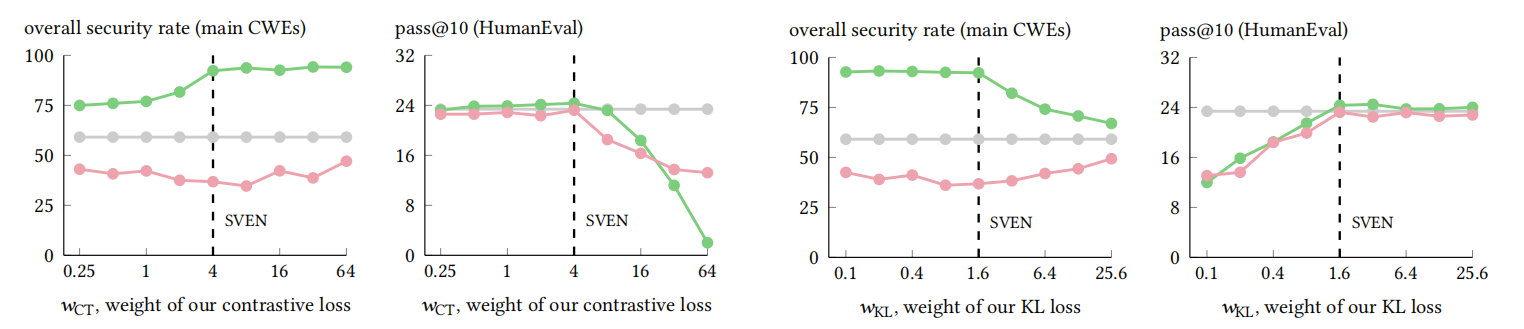 overall security rate (main CWEs)
100
75
50
25
0
SVEN
0.25 1 4 16 64
wCT, weight of our contrastive loss
pass@10 (HumanEval)
32
24
16
8
0
SVEN
0.25 1 4 16 64
wCT, weight of our contrastive loss
overall security rate (main CWEs)
100
75
50
25
0
SVEN
0.1 0.4 1.6 6.4 25.6
wKL, weight of our KL loss
pass@10 (HumanEval)
32
24
16
8
0
SVEN
0.1 0.4 1.6 6.4 25.6
wKL, weight of our KL loss